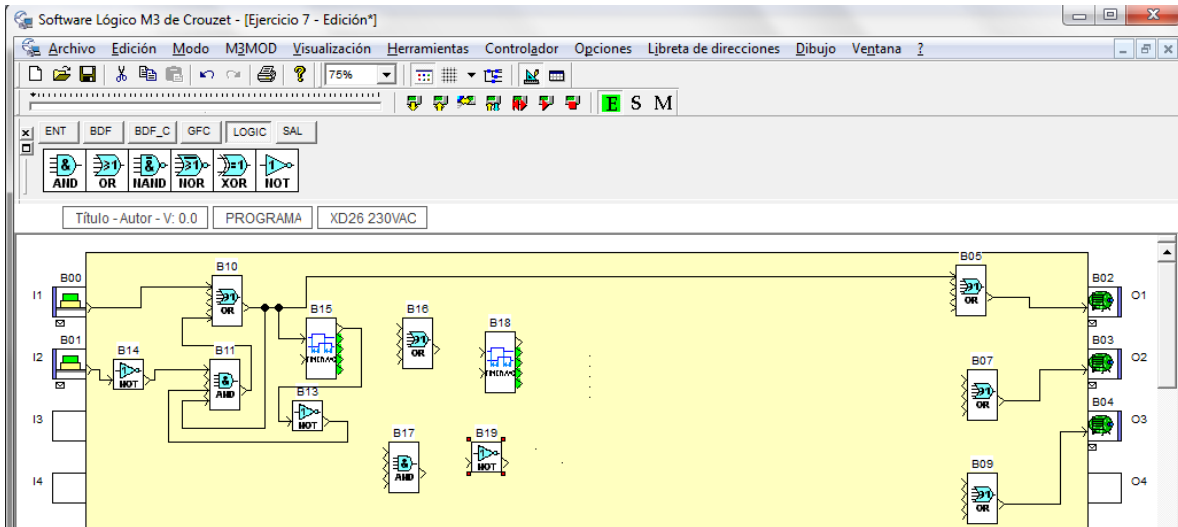 Software Lógico M3 de Crouzet - [Ejercicio 7 - Edición*]
Archivo Edición Modo M3MOD Visualización Herramientas Controlador Opciones Libreta de direcciones Dibujo Ventana ?
75%
E S M
ENT BDF BDF_C GFC LOGIC SAL
& ≥1 & ≥1 =1 1
AND OR NAND NOR XOR NOT
Título - Autor - V: 0.0 PROGRAMA XD26 230VAC
B05
B10
B00 B02
I1 OR B15 B16 OR O1
B18
B01 B03
I2 B14 B11 OR O2
NOT B07
AND B13 B04
I3 NOT OR O3
B17 B19
NOT B09
I4 AND O4
OR